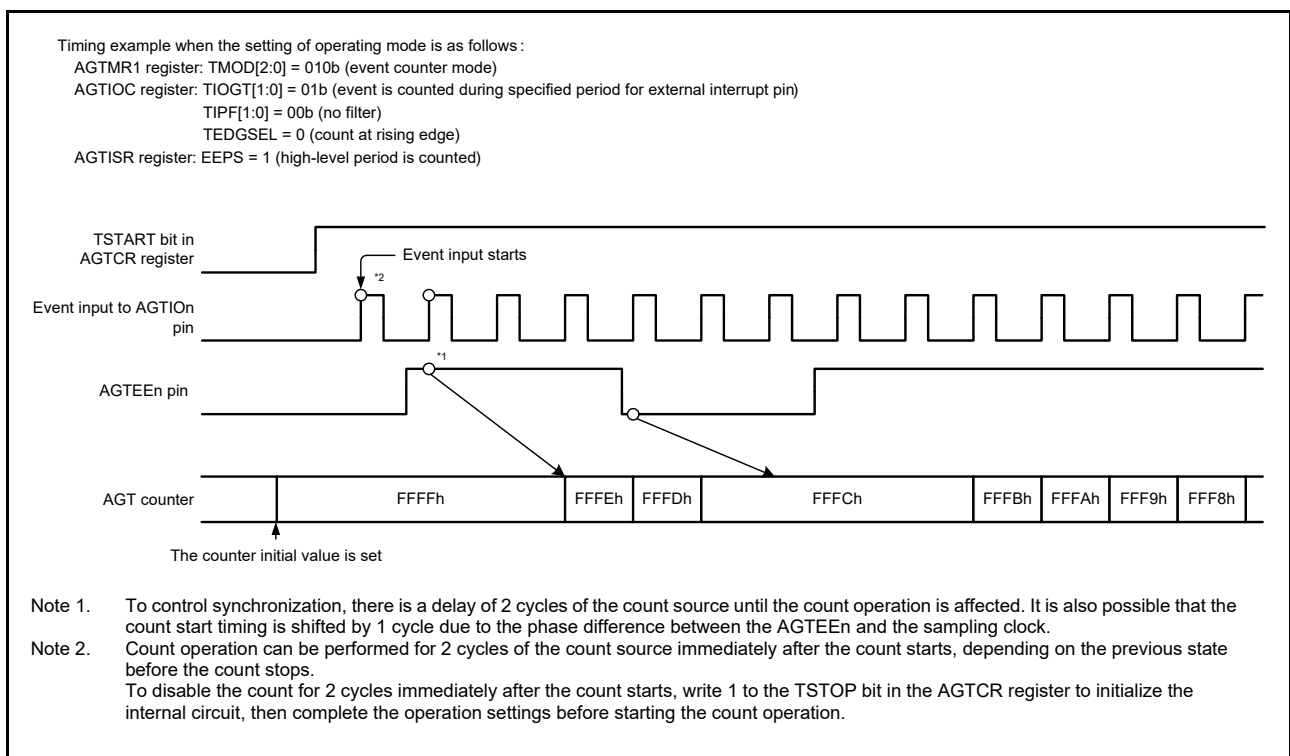 Timing example when the setting of operating mode is as follows :
AGTMR1 register: TMOD[2:0] = 010b (event counter mode)
AGTIOC register: TIOGT[1:0] = 01b (event is counted during specified period for external interrupt pin)
TIPF[1:0] = 00b (no filter)
TEDGSEL = 0 (count at rising edge)
AGTISR register: EEPS = 1 (high-level period is counted)
TSTART bit in
AGTCR register
Event input starts
*2
Event input to AGTIOn
pin
*1
AGTEEn pin
AGT counter
FFFFh
FFFEh
FFFDh
FFFCh
FFFBh
FFFAh
FFF9h
FFF8h
The counter initial value is set
Note 1. To control synchronization, there is a delay of 2 cycles of the count source until the count operation is affected. It is also possible that the
count start timing is shifted by 1 cycle due to the phase difference between the AGTEEn and the sampling clock.
Note 2. Count operation can be performed for 2 cycles of the count source immediately after the count starts, depending on the previous state
before the count stops.
To disable the count for 2 cycles immediately after the count starts, write 1 to the TSTOP bit in the AGTCR register to initialize the
internal circuit, then complete the operation settings before starting the count operation.